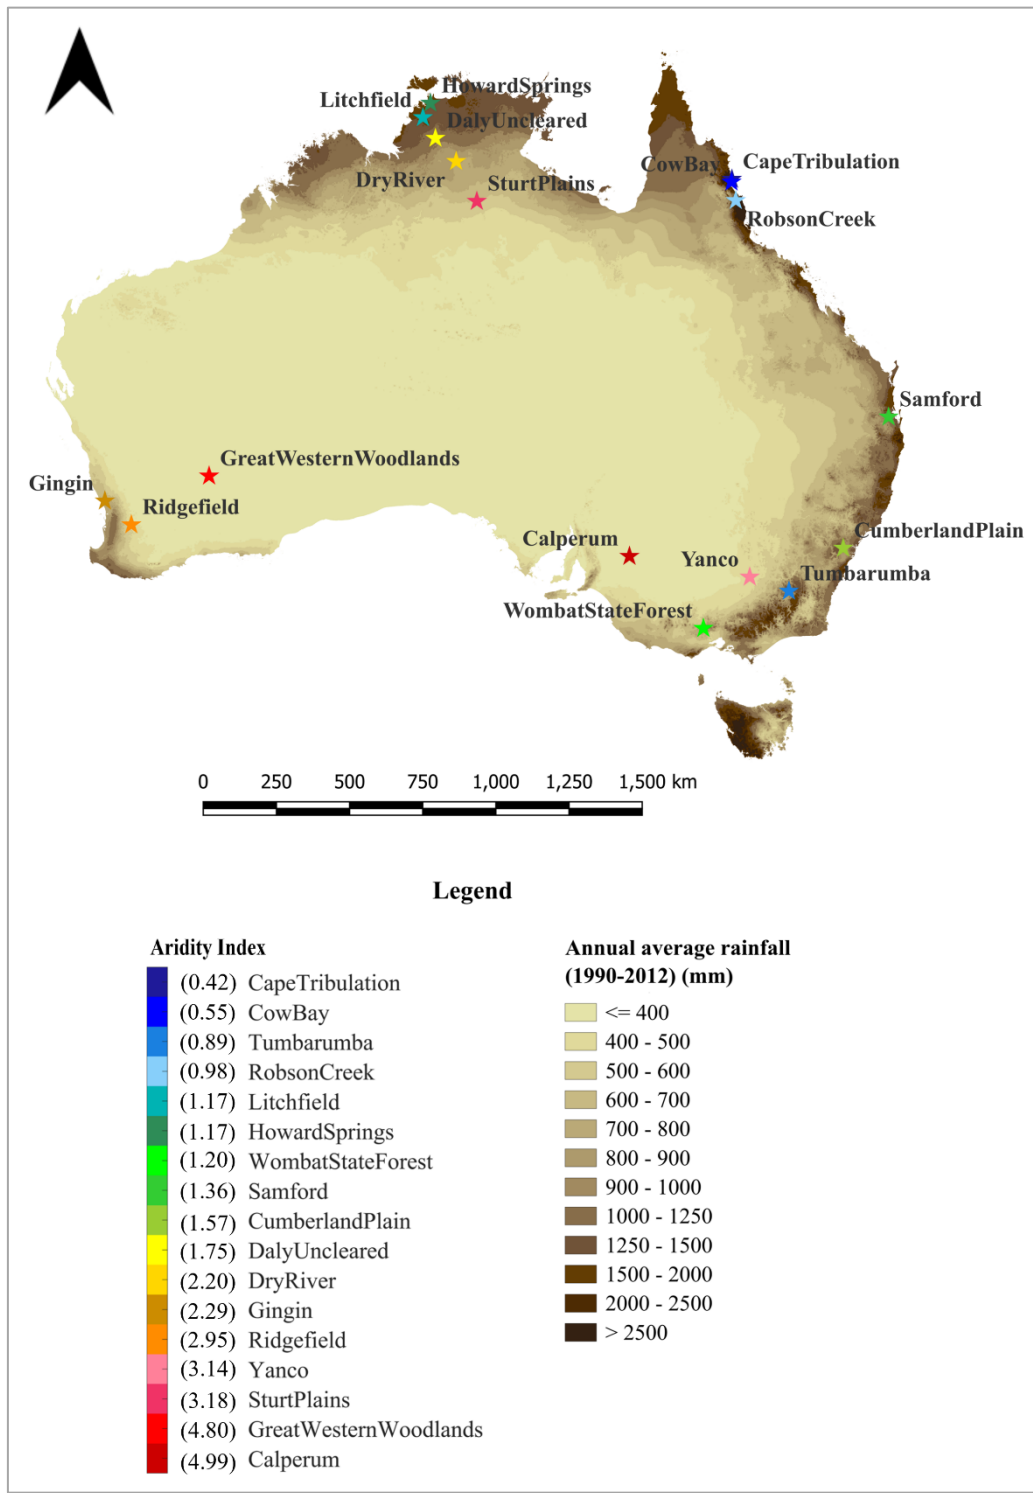 HowardSprings
Litchfield
DalyUncleared
CowBay
CapeTribulation
DryRiver
SturtPlains
RobsonCreek
Samford
GreatWesternWoodlands
Gingin
Ridgefield
CumberlandPlain
Calperum
Yanco
Tumbarumba
WombatStateForest
0 250 500 750 1,000 1,250 1,500 km
Legend
Aridity Index
(0.42) CapeTribulation
(0.55) CowBay
(0.89) Tumbarumba
(0.98) RobsonCreek
(1.17) Litchfield
(1.17) HowardSprings
(1.20) WombatStateForest
(1.36) Samford
(1.57) CumberlandPlain
(1.75) DalyUncleared
(2.20) DryRiver
(2.29) Gingin
(2.95) Ridgefield
(3.14) Yanco
(3.18) SturtPlains
(4.80) GreatWesternWoodlands
(4.99) Calperum
Annual average rainfall
(1990-2012) (mm)
<= 400
400 - 500
500 - 600
600 - 700
700 - 800
800 - 900
900 - 1000
1000 - 1250
1250 - 1500
1500 - 2000
2000 - 2500
> 2500